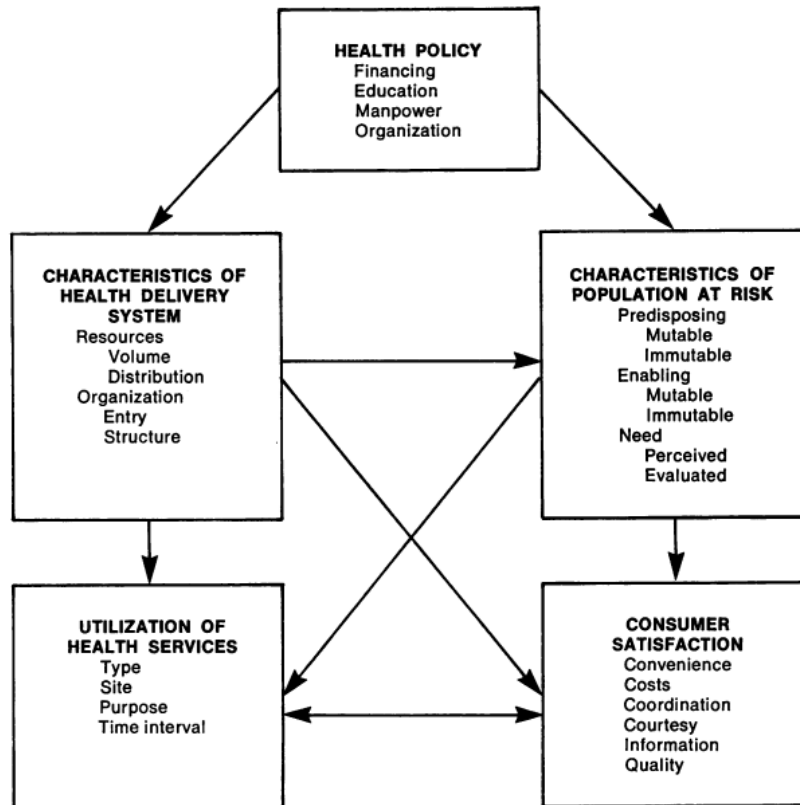 HEALTH POLICY
Financing
Education
Manpower
Organization
CHARACTERISTICS OF
HEALTH DELIVERY
SYSTEM
Resources
Volume
Distribution
Organization
Entry
Structure
CHARACTERISTICS OF
POPULATION AT RISK
Predisposing
Mutable
Immutable
Enabling
Mutable
Immutable
Need
Perceived
Evaluated
UTILIZATION OF
HEALTH SERVICES
Type
Site
Purpose
Time interval
CONSUMER
SATISFACTION
Convenience
Costs
Coordination
Courtesy
Information
Quality